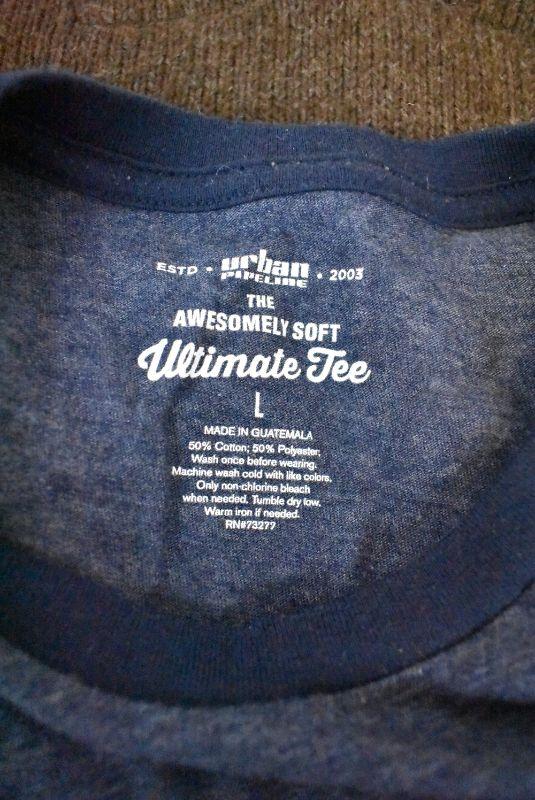 ESTD • urban • 2003
PIPELINE
THE
AWESOMELY SOFT
Ultimate Tee
L
MADE IN GUATEMALA
50% Cotton; 50% Polyester.
Wash once before wearing.
Machine wash cold with like colors.
Only non-chlorine bleach
when needed. Tumble dry low.
Warm iron if needed.
RN#73277